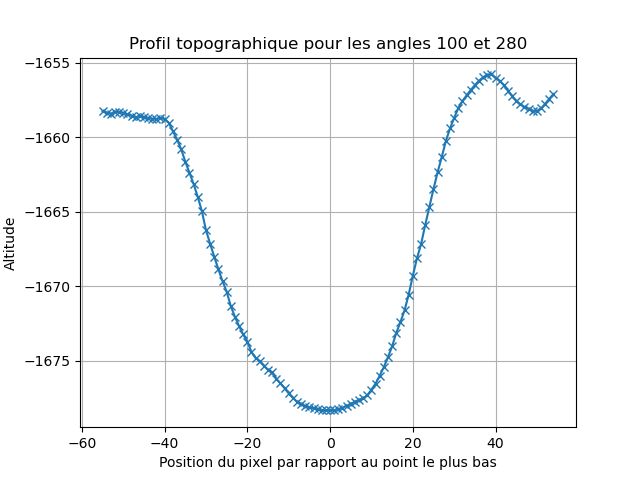 Profil topographique pour les angles 100 et 280
−1655
−1660
−1665
−1670
−1675
Altitude
−60 −40 −20 0 20 40
Position du pixel par rapport au point le plus bas